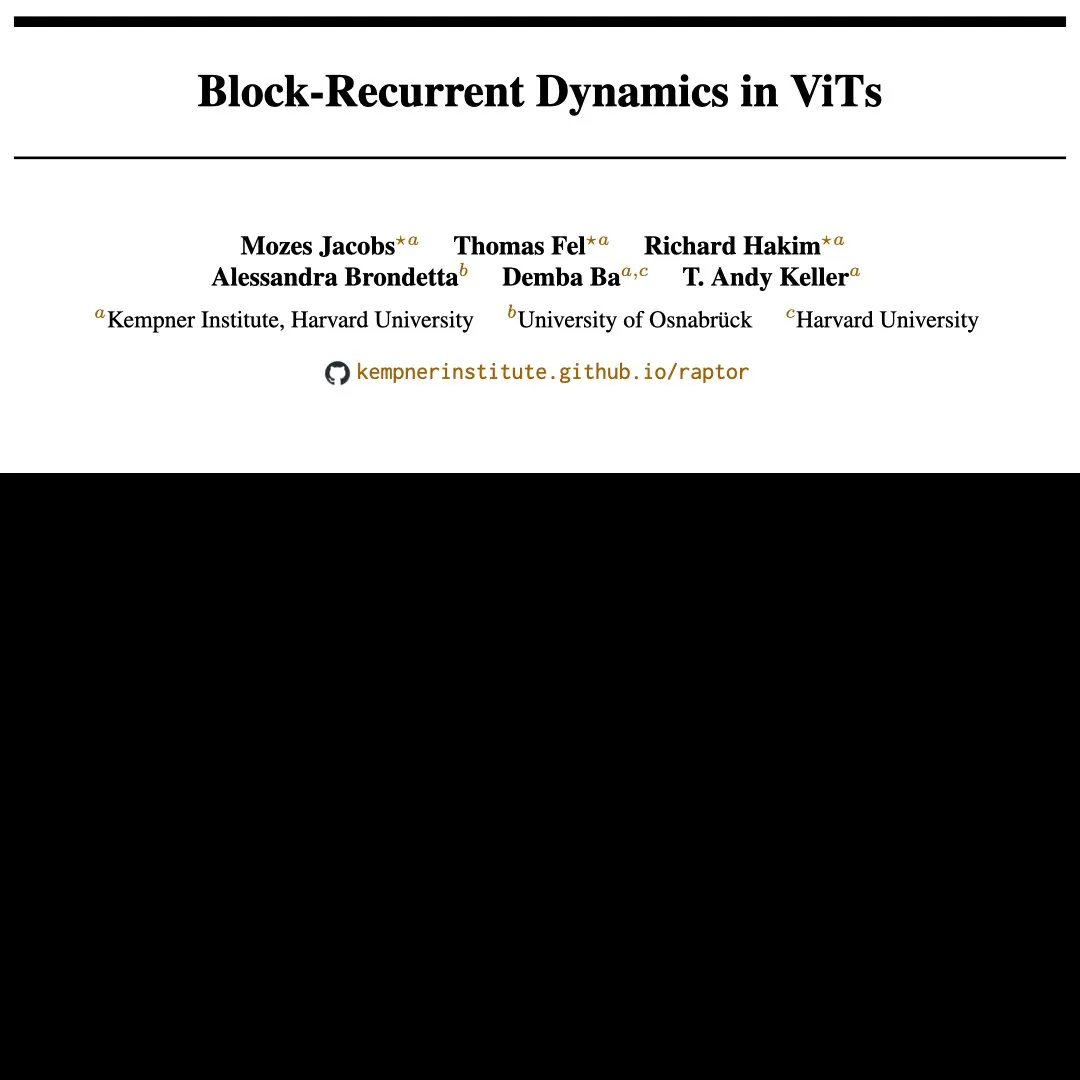 Block-Recurrent Dynamics in ViTs
Mozes Jacobs⋆a Thomas Fel⋆a Richard Hakim⋆a
Alessandra Brondettab Demba Baa,c T. Andy Kellera
aKempner Institute, Harvard University bUniversity of Osnabrück cHarvard University
kempnerinstitute.github.io/raptor